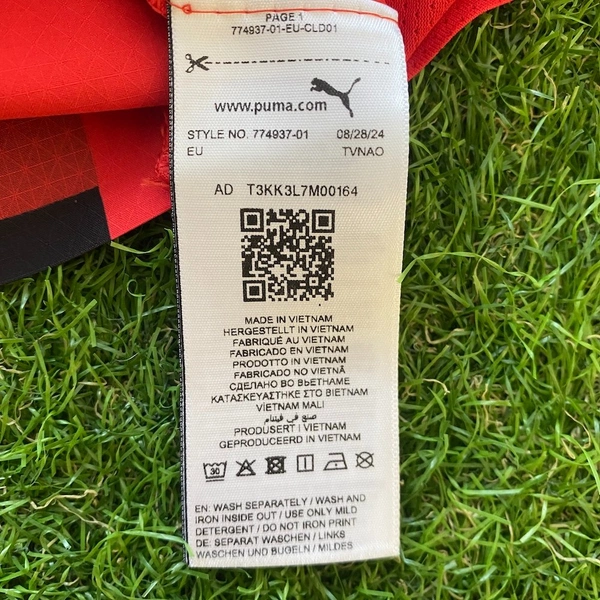 PAGE 1
774937-01-EU-CLD01
www.puma.com
STYLE NO. 774937-01 08/28/24
EU TVNAO
AD T3KK3L7M00164
MADE IN VIETNAM
HERGESTELLT IN VIETNAM
FABRIQUÉ AU VIETNAM
FABRICADO EN VIETNAM
PRODOTTO IN VIETNAM
FABRICADO NO VIETNÃ
СДЕЛАНО ВО ВЬЕТНАМЕ
ΚΑΤΑΣΚΕΥΑΣΤΗΚΕ ΣΤΟ ΒΙΕΤΝΑΜ
VİETNAM MALI
صنع في فيتنام
PRODUSERT I VIETNAM
GEPRODUCEERD IN VIETNAM
30
EN: WASH SEPARATELY / WASH AND
IRON INSIDE OUT / USE ONLY MILD
DETERGENT / DO NOT IRON PRINT
DE: SEPARAT WASCHEN / LINKS
WASCHEN UND BÜGELN / MILDES